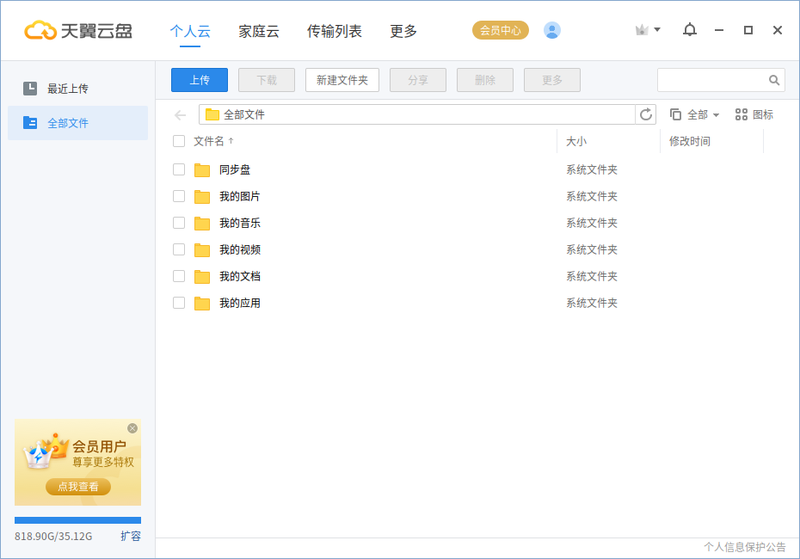 天翼云盘
个人云 家庭云 传输列表 更多 会员中心
上传 下载 新建文件夹 分享 删除 更多
最近上传
全部文件
全部文件 全部 图标
文件名 大小 修改时间
同步盘 系统文件夹
我的图片 系统文件夹
我的音乐 系统文件夹
我的视频 系统文件夹
我的文档 系统文件夹
我的应用 系统文件夹
会员用户
尊享更多特权
点我查看
818.90G/35.12G 扩容
个人信息保护公告